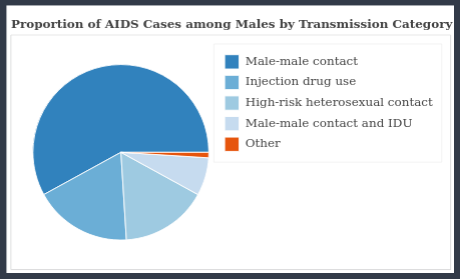 Proportion of AIDS Cases among Males by Transmission Category
Male-male contact
Injection drug use
High-risk heterosexual contact
Male-male contact and IDU
Other